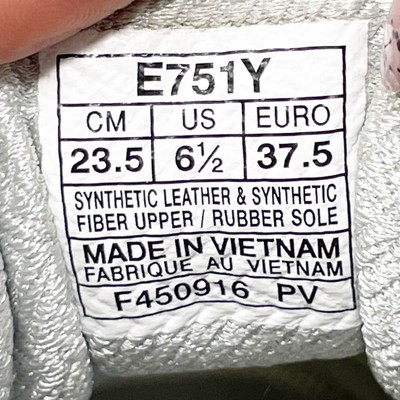 E751Y
CM US EURO
23.5 6½ 37.5
SYNTHETIC LEATHER & SYNTHETIC
FIBER UPPER / RUBBER SOLE
MADE IN VIETNAM
FABRIQUE AU VIETNAM
F450916 PV